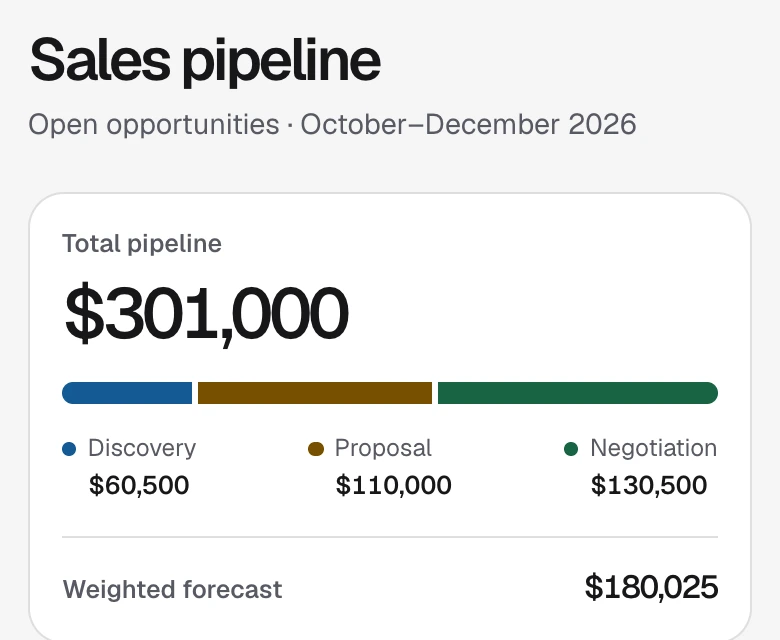 Sales pipeline
Open opportunities · October–December 2026
Total pipeline
$301,000
Discovery
$60,500
Proposal
$110,000
Negotiation
$130,500
Weighted forecast
$180,025